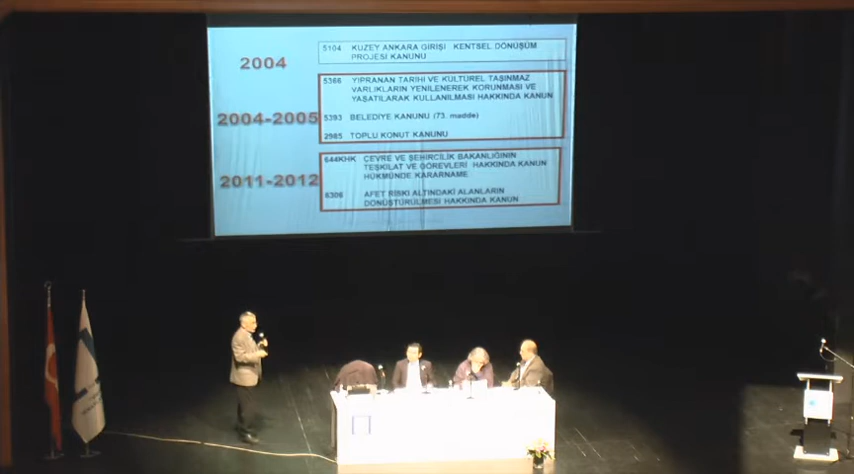 2004
5104 KUZEY ANKARA GİRİŞİ KENTSEL DÖNÜŞÜM
PROJESİ KANUNU
2004-2005
5366 YIPRANAN TARİHİ VE KÜLTÜREL TAŞINMAZ
VARLIKLARIN YENİLENEREK KORUNMASI VE
YAŞATILARAK KULLANILMASI HAKKINDA KANUN
5393 BELEDİYE KANUNU (73. madde)
2985 TOPLU KONUT KANUNU
2011-2012
644KHK ÇEVRE VE ŞEHİRCİLİK BAKANLIĞININ
TEŞKİLAT VE GÖREVLERİ HAKKINDA KANUN
HÜKMÜNDE KARARNAME
6306 AFET RİSKİ ALTINDAKİ ALANLARIN
DÖNÜŞTÜRÜLMESİ HAKKINDA KANUN